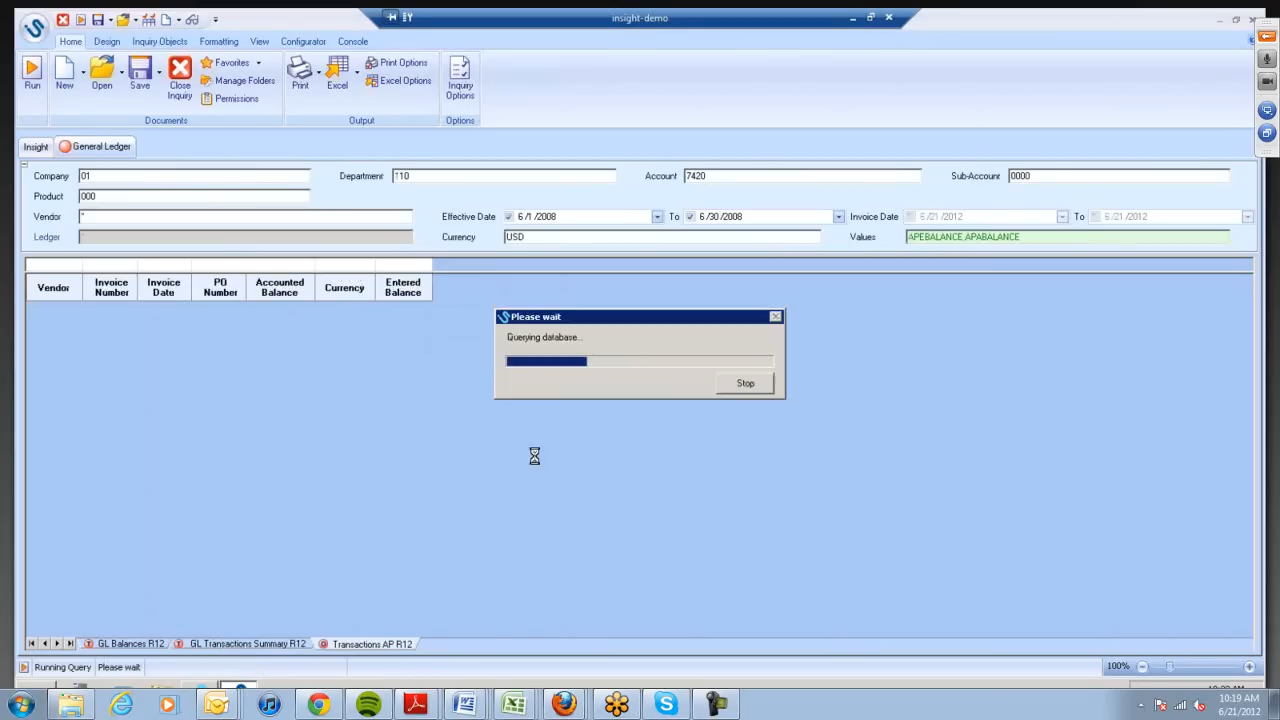 insight-demo
Home Design Inquiry Objects Formatting View Configurator Console
Run New Open Save Close Inquiry Favorites Manage Folders Permissions Print Excel Print Options Excel Options Inquiry Options
Documents Output Options
Insight General Ledger
Company 01 Department 110 Account 7420 Sub-Account 0000
Product 000
Vendor * Effective Date 6 /1 /2008 To 6 /30 /2008 Invoice Date 6 /21 /2012 To 6 /21 /2012
Ledger Currency USD Values APEBALANCE,APABALANCE
Vendor Invoice Number Invoice Date PO Number Accounted Balance Currency Entered Balance
Please wait
Querying database...
Stop
GL Balances R12 GL Transactions Summary R12 Transactions AP R12
Running Query Please wait 100%
10:19 AM
6/21/2012